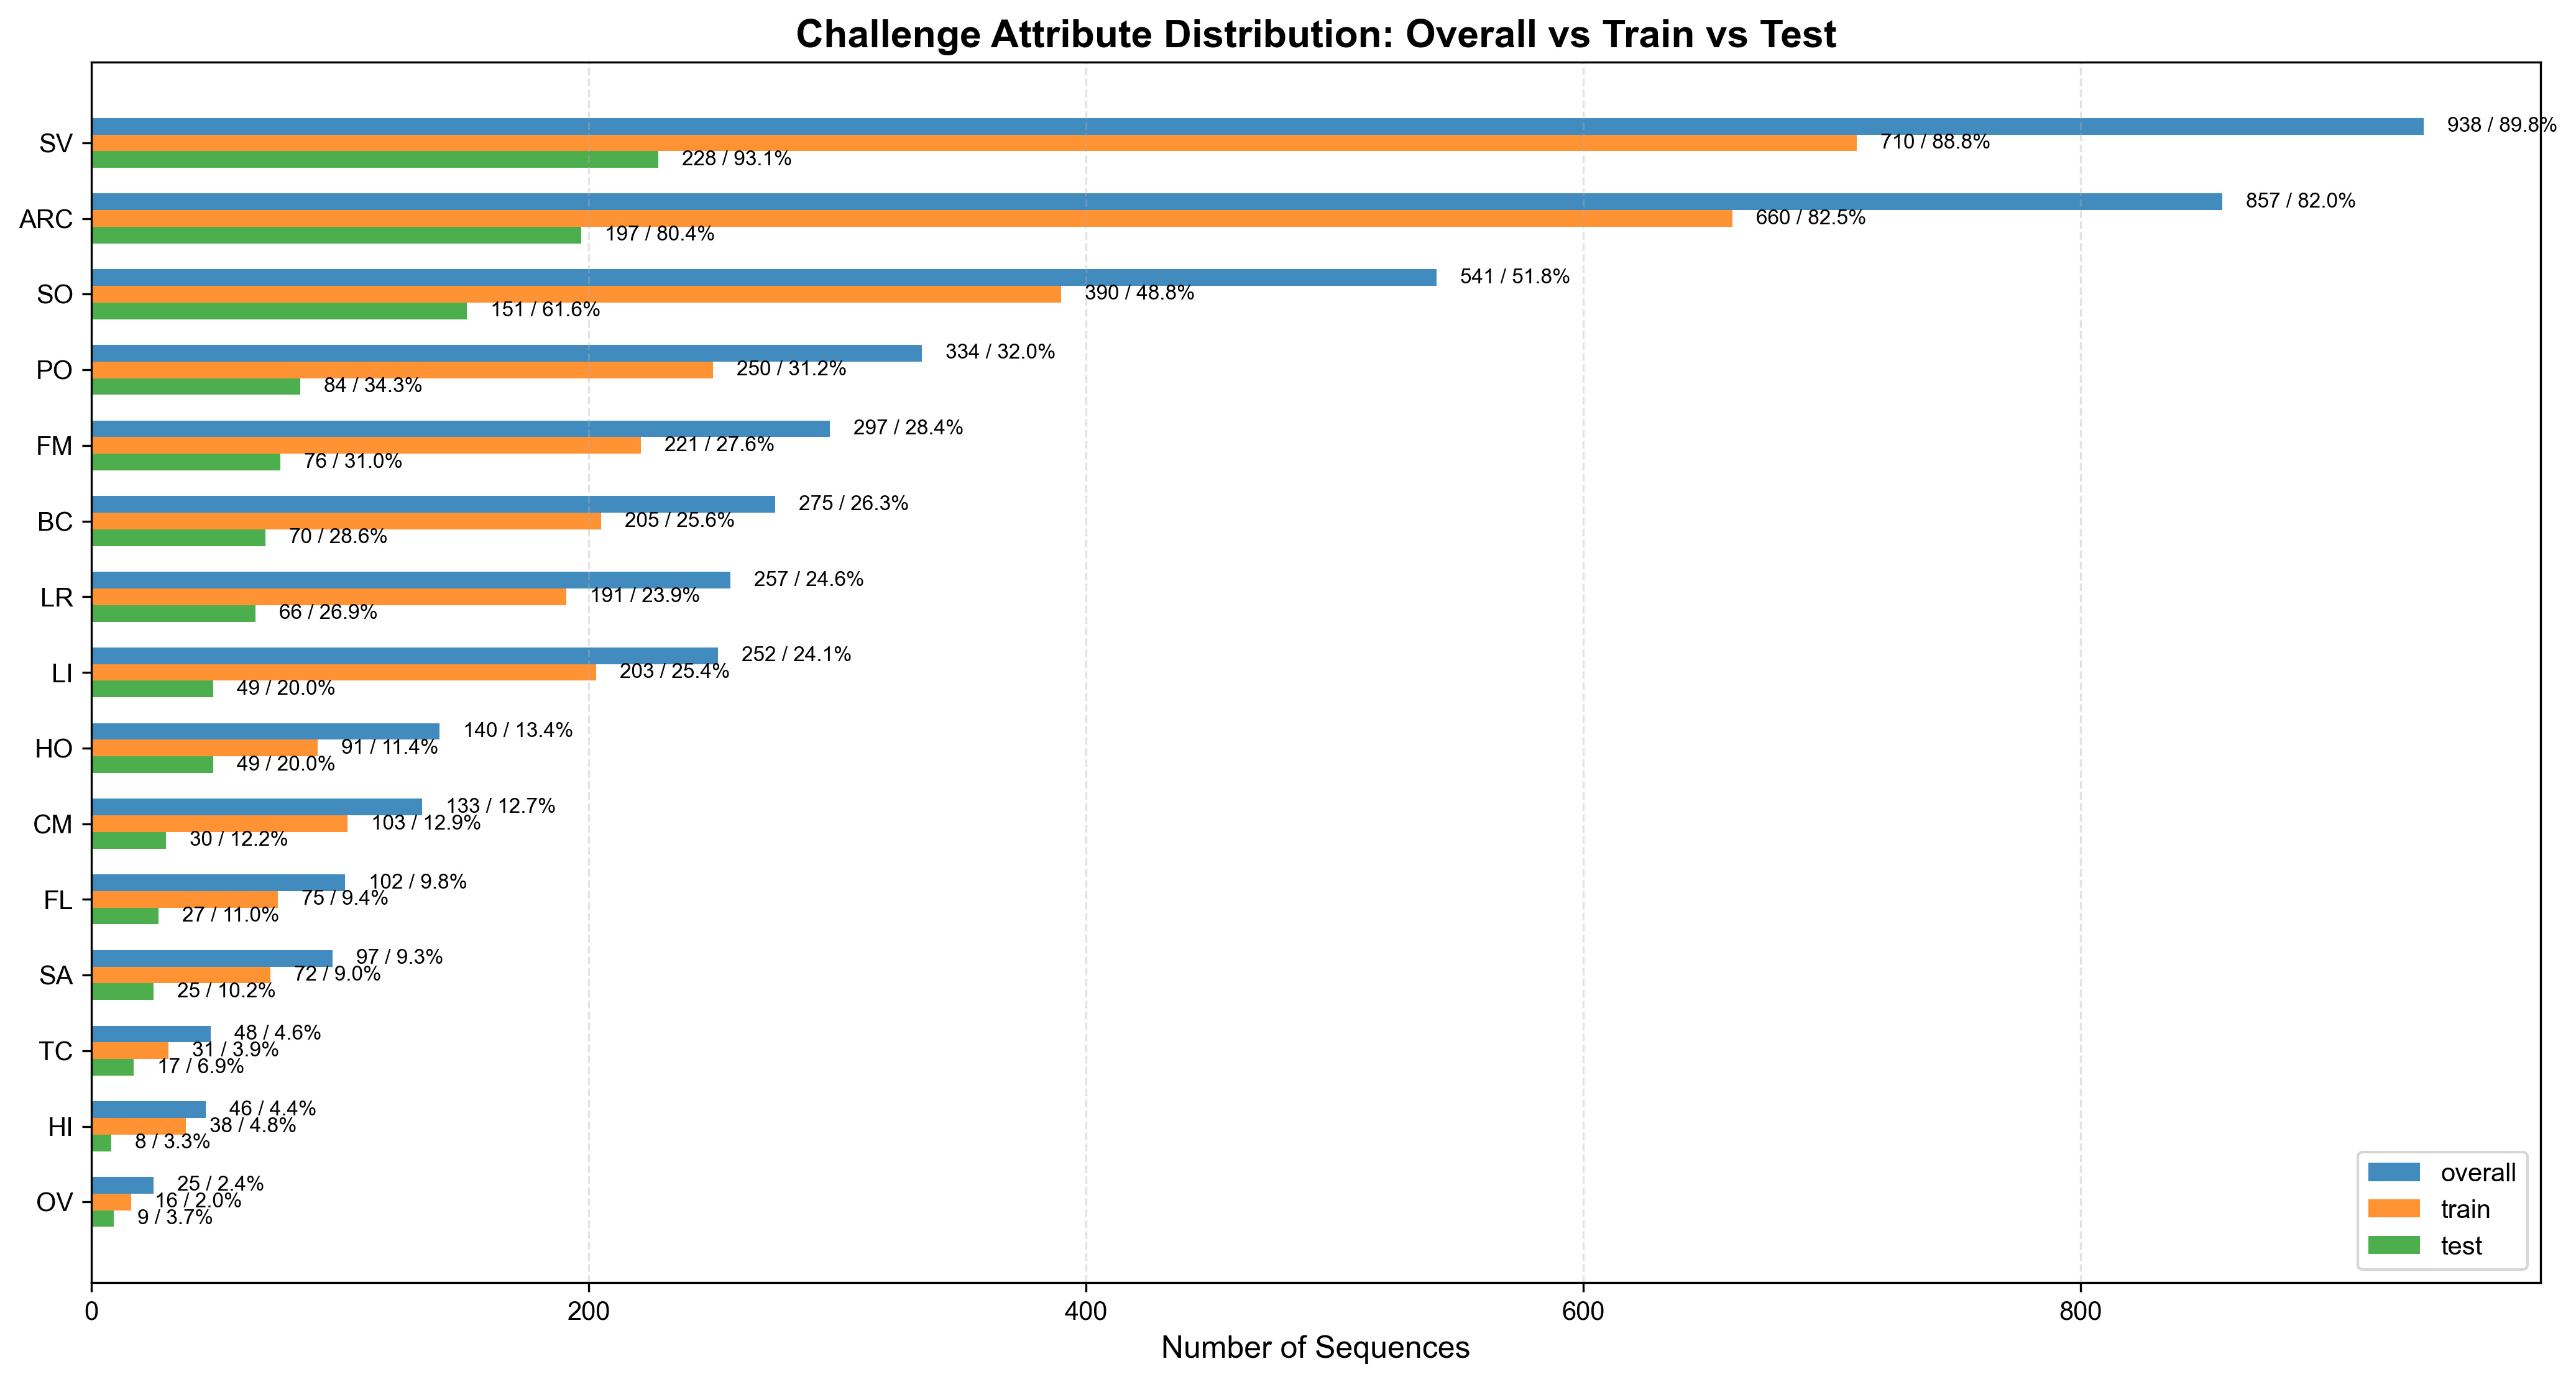 Challenge Attribute Distribution: Overall vs Train vs Test
SV
938 / 89.8%
710 / 88.8%
228 / 93.1%
ARC
857 / 82.0%
660 / 82.5%
197 / 80.4%
SO
541 / 51.8%
390 / 48.8%
151 / 61.6%
PO
334 / 32.0%
250 / 31.2%
84 / 34.3%
FM
297 / 28.4%
221 / 27.6%
76 / 31.0%
BC
275 / 26.3%
205 / 25.6%
70 / 28.6%
LR
257 / 24.6%
191 / 23.9%
66 / 26.9%
LI
252 / 24.1%
203 / 25.4%
49 / 20.0%
HO
140 / 13.4%
91 / 11.4%
49 / 20.0%
CM
133 / 12.7%
103 / 12.9%
30 / 12.2%
FL
102 / 9.8%
75 / 9.4%
27 / 11.0%
SA
97 / 9.3%
72 / 9.0%
25 / 10.2%
TC
48 / 4.6%
31 / 3.9%
17 / 6.9%
HI
46 / 4.4%
38 / 4.8%
8 / 3.3%
OV
25 / 2.4%
16 / 2.0%
9 / 3.7%
overall
train
test
0 200 400 600 800
Number of Sequences